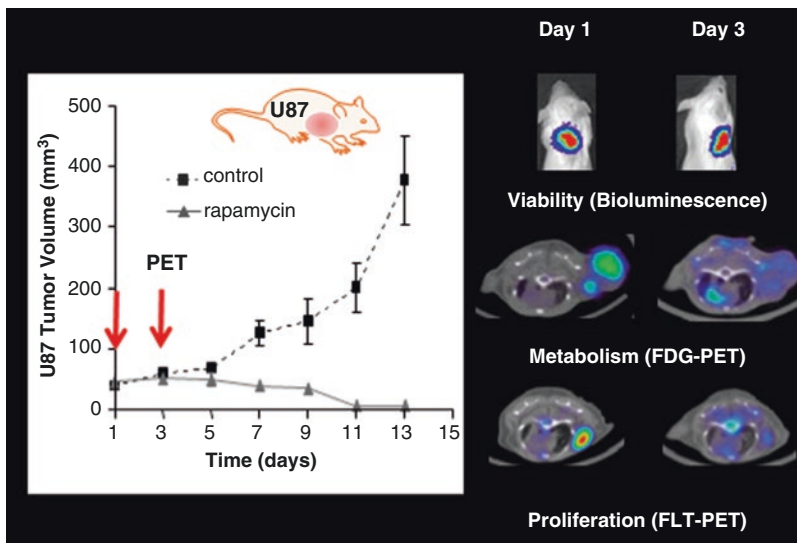 Day 1
Day 3
U87
500
400
300
200
100
0
U87 Tumor Volume (mm³)
control
rapamycin
PET
1 3 5 7 9 11 13 15
Time (days)
Viability (Bioluminescence)
Metabolism (FDG-PET)
Proliferation (FLT-PET)